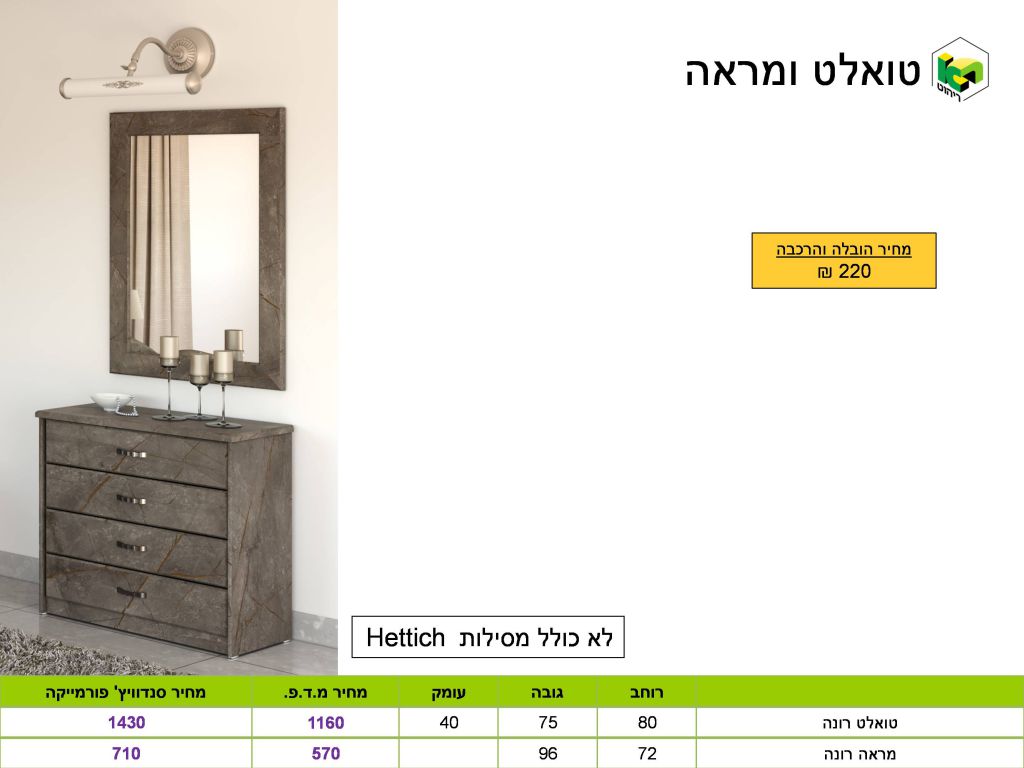 טואלט ומראה
ריהוט
מחיר הובלה והרכבה
220 ₪
לא כולל מסילות Hettich
רוחב גובה עומק מחיר מ.ד.פ. מחיר סנדוויץ' פורמייקה
טואלט רונה 80 75 40 1160 1430
מראה רונה 72 96 570 710